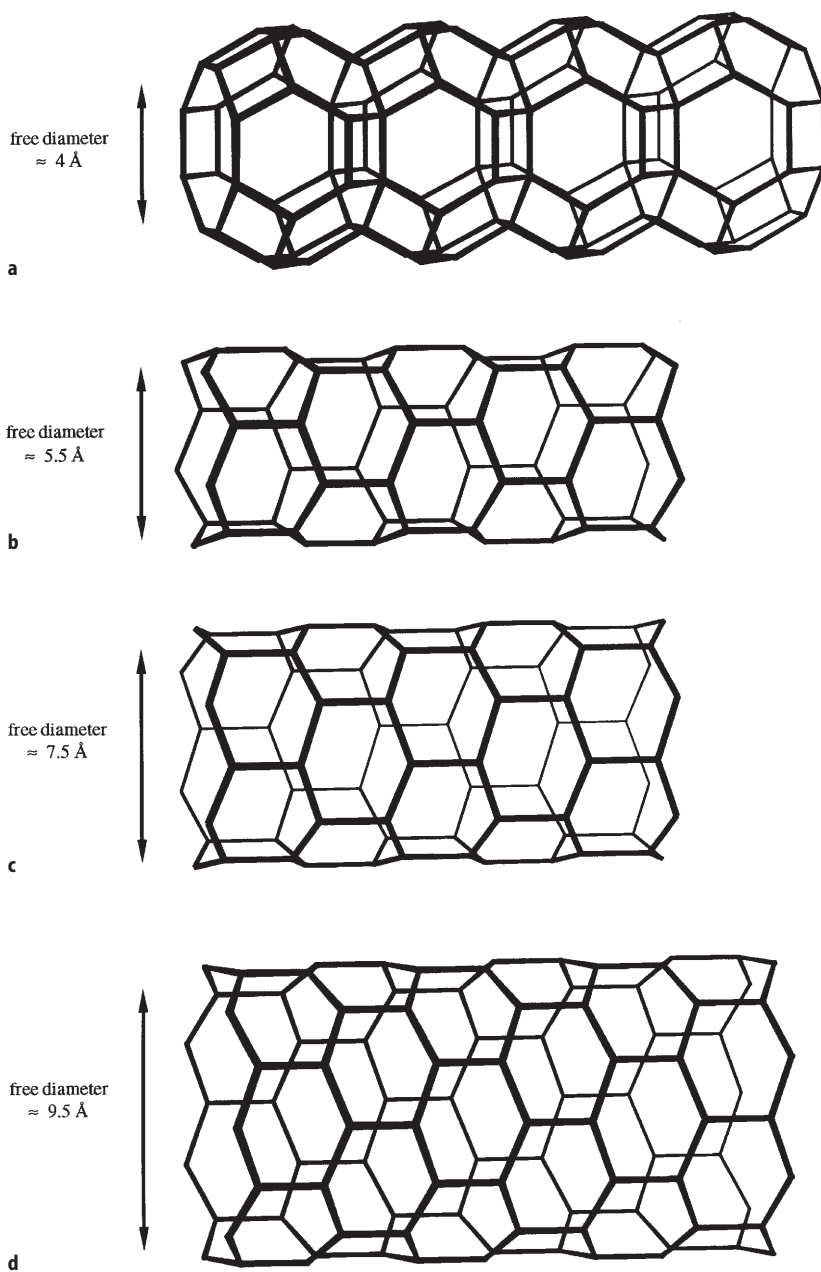 free diameter
≈ 4 Å
a
free diameter
≈ 5.5 Å
b
free diameter
≈ 7.5 Å
c
free diameter
≈ 9.5 Å
d